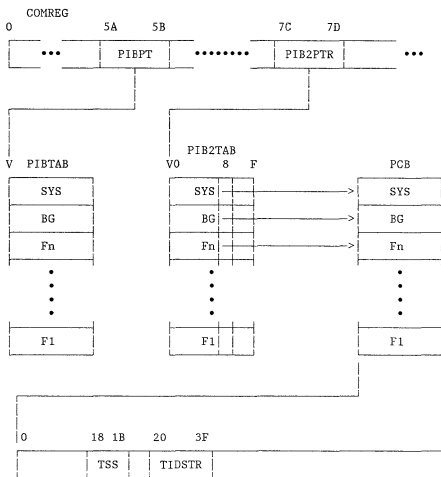 COMREG
0 5A 5B 7C 7D
PIBPT PIB2PTR
PIB2TAB
V PIBTAB V0 8 F PCB
SYS SYS SYS
BG BG BG
Fn Fn Fn
F1 F1 F1
0 18 1B 20 3F
TSS TIDSTR